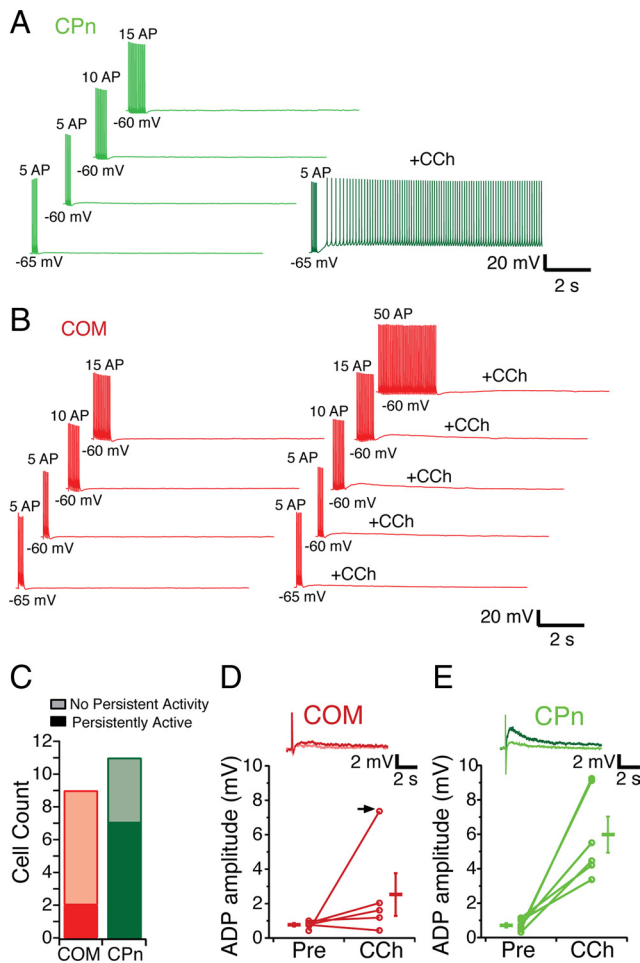 A
CPn
15 AP
10 AP
-60 mV
5 AP
-60 mV
+CCh
5 AP
5 AP
-60 mV
-65 mV
-65 mV
20 mV
2 s
B
COM
50 AP
15 AP
15 AP
+CCh
-60 mV
10 AP
10 AP
+CCh
-60 mV
-60 mV
5 AP
5 AP
+CCh
-60 mV
-60 mV
5 AP
5 AP
+CCh
-60 mV
-60 mV
+CCh
-65 mV
-65 mV
20 mV
2 s
C
No Persistent Activity
Persistently Active
12
10
8
6
4
2
0
Cell Count
COM
CPn
D
COM
2 mV
2 s
10
8
6
4
2
0
ADP amplitude (mV)
Pre
CCh
E
CPn
2 mV
2 s
10
8
6
4
2
0
ADP amplitude (mV)
Pre
CCh